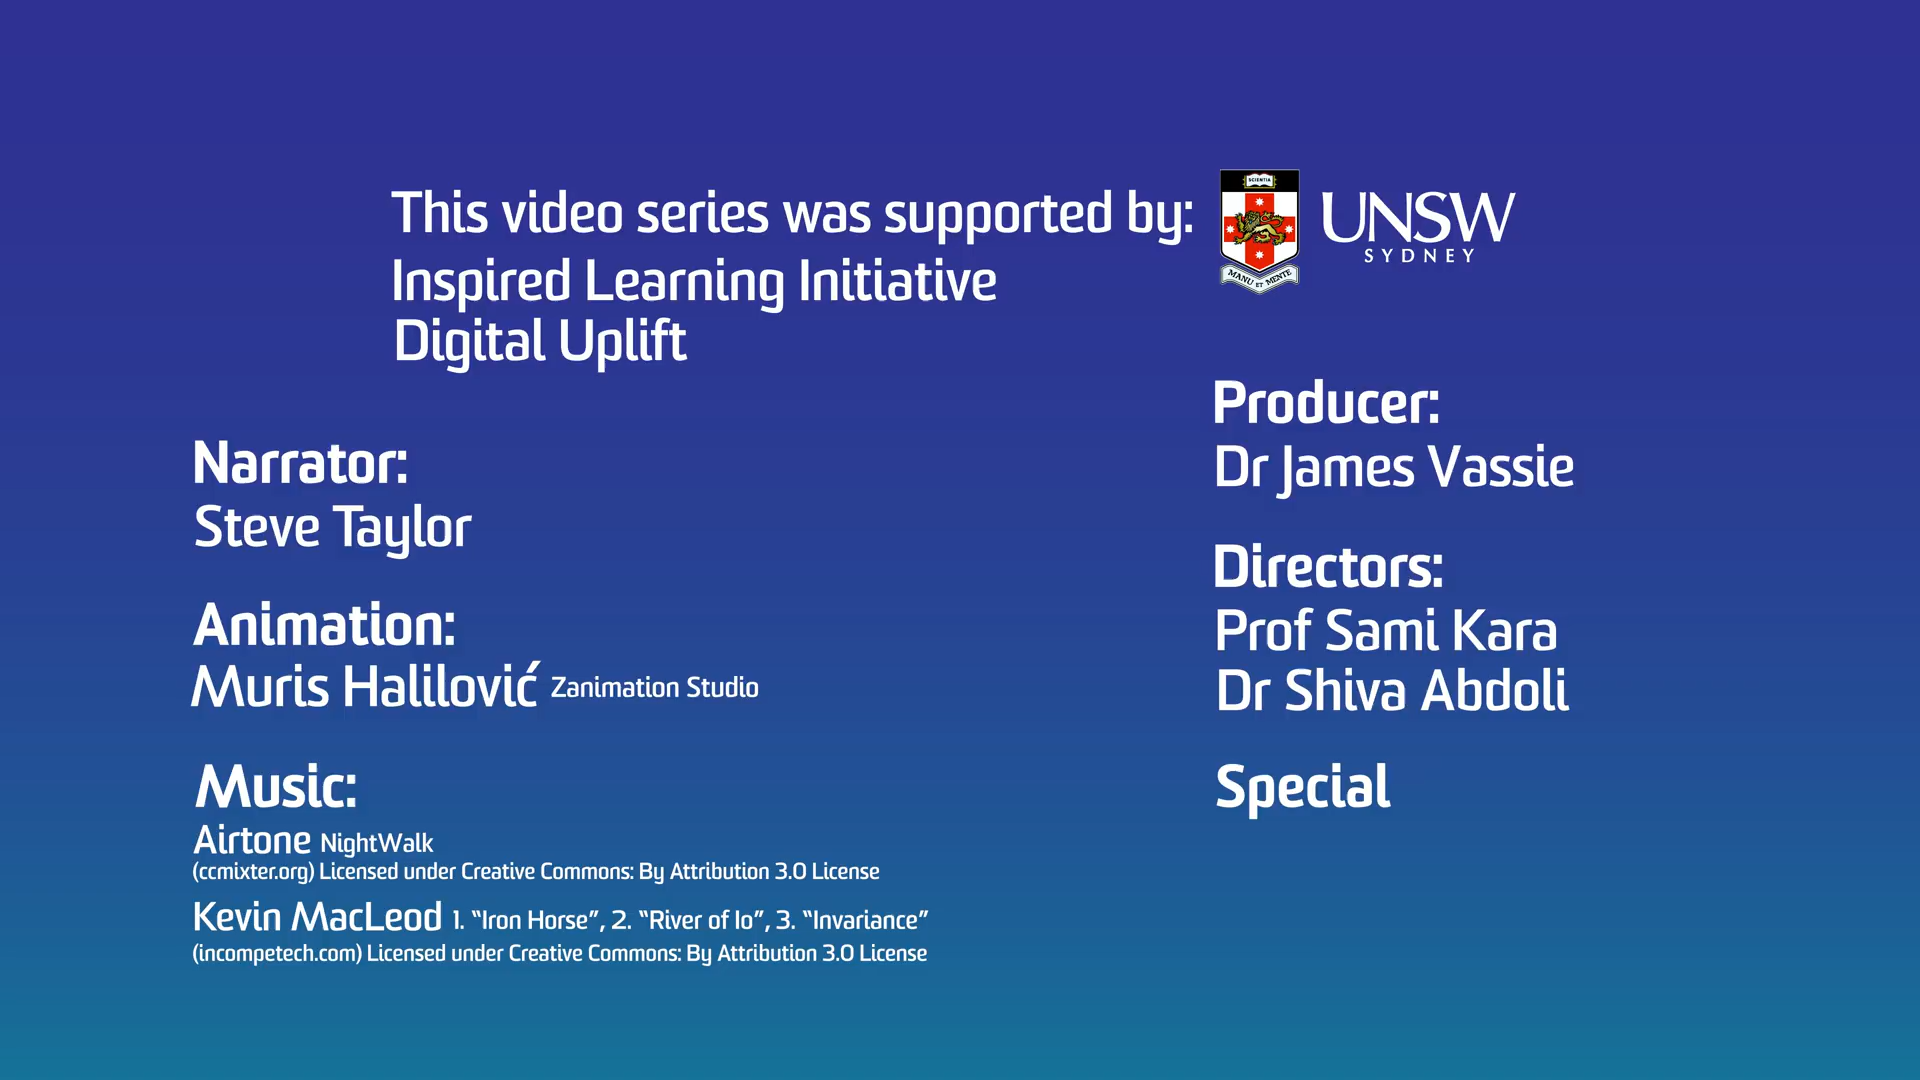 This video series was supported by:
SCIENTIA
MANU ET MENTE
UNSW
SYDNEY
Inspired Learning Initiative
Digital Uplift
Narrator:
Steve Taylor
Animation:
Muris Halilović Zanimation Studio
Music:
Airtone NightWalk
(ccmixter.org) Licensed under Creative Commons: By Attribution 3.0 License
Kevin MacLeod 1. “Iron Horse”, 2. “River of Io”, 3. “Invariance”
(incompetech.com) Licensed under Creative Commons: By Attribution 3.0 License
Producer:
Dr James Vassie
Directors:
Prof Sami Kara
Dr Shiva Abdoli
Special